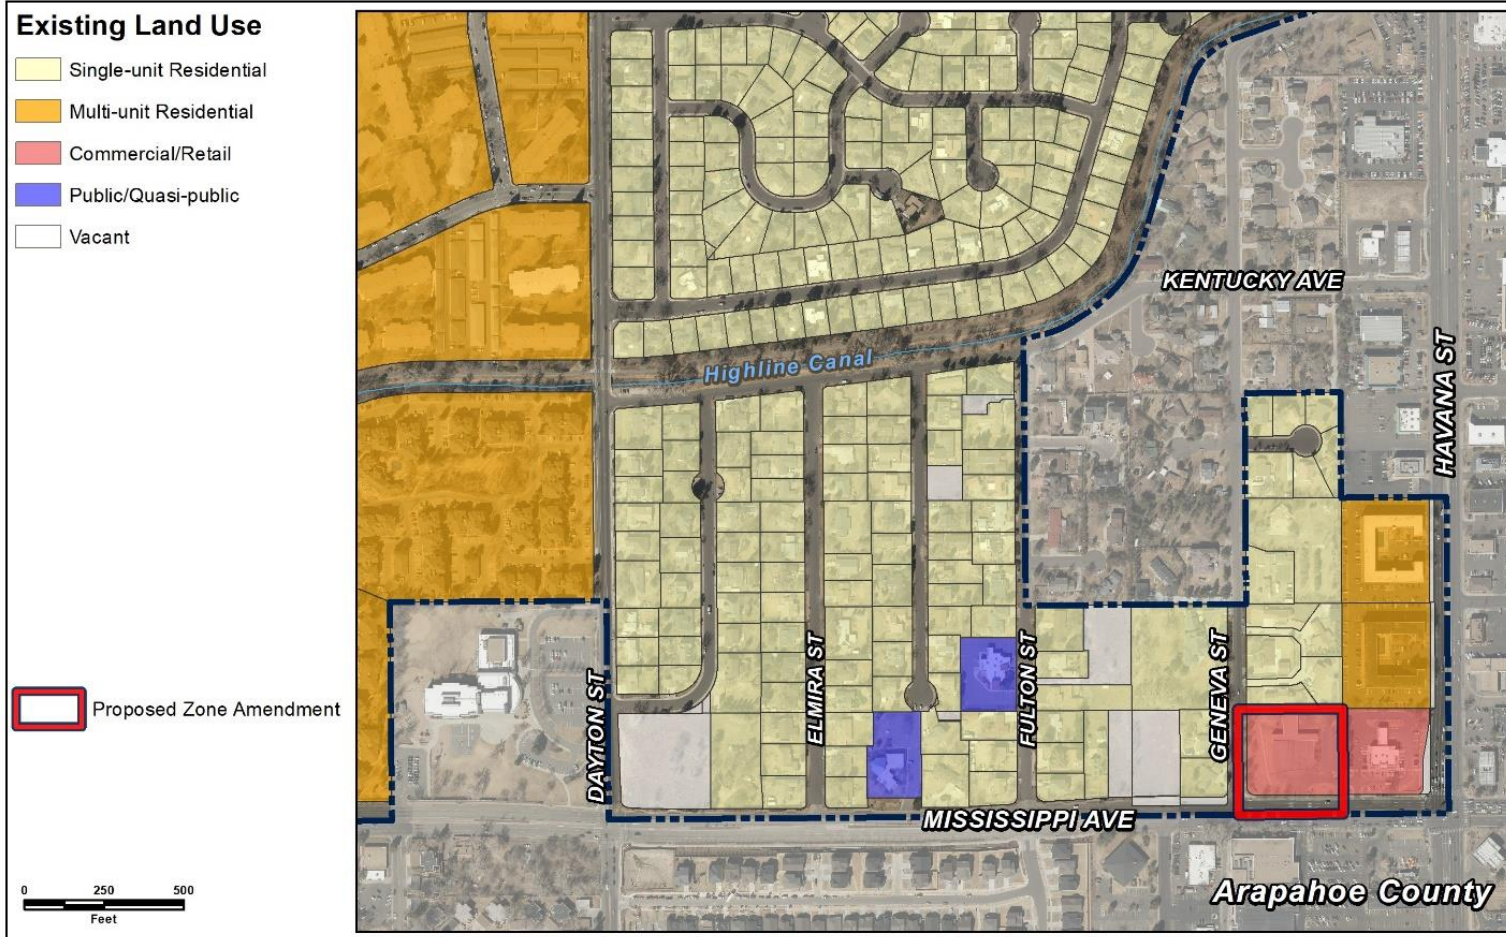 Existing Land Use
Single-unit Residential
Multi-unit Residential
Commercial/Retail
Public/Quasi-public
Vacant
Proposed Zone Amendment
0 250 500
Feet
KENTUCKY AVE
HAVANA ST
Highline Canal
DAYTON ST
ELMIRA ST
FULTON ST
GENEVA ST
MISSISSIPPI AVE
Arapahoe County